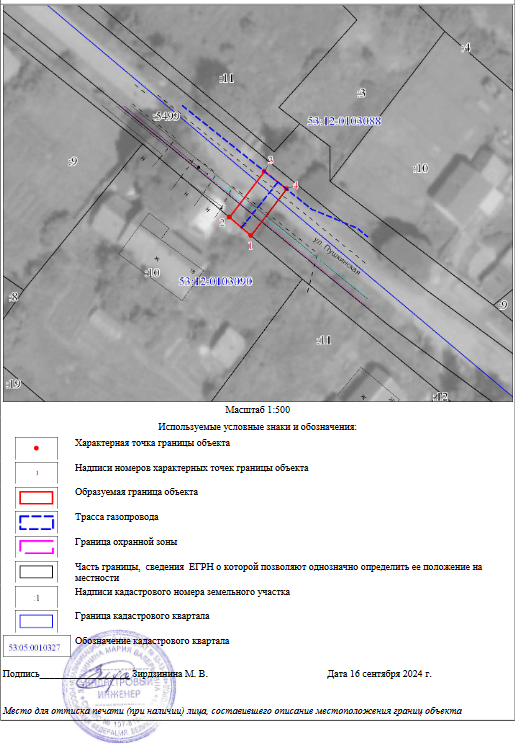 :4
:11
:3
:5499
53:12:0103088
:9
:10
3
4
2
1
ул. Пушкинская
:10
53:12:0103090
:8
:9
:11
:19
:12
Масштаб 1:500
Используемые условные знаки и обозначения:
Характерная точка границы объекта
1
Надписи номеров характерных точек границы объекта
Образуемая граница объекта
Трасса газопровода
Граница охранной зоны
Часть границы, сведения ЕГРН о которой позволяют однозначно определить ее положение на
местности
:1
Надписи кадастрового номера земельного участка
Граница кадастрового квартала
53:05:0010327
Обозначение кадастрового квартала
Подпись Зирдзинина М. В. Дата 16 сентября 2024 г.
КАДАСТРОВЫЙ
ИНЖЕНЕР
Место для оттиска печати (при наличии) лица, составившего описание местоположения границ объекта